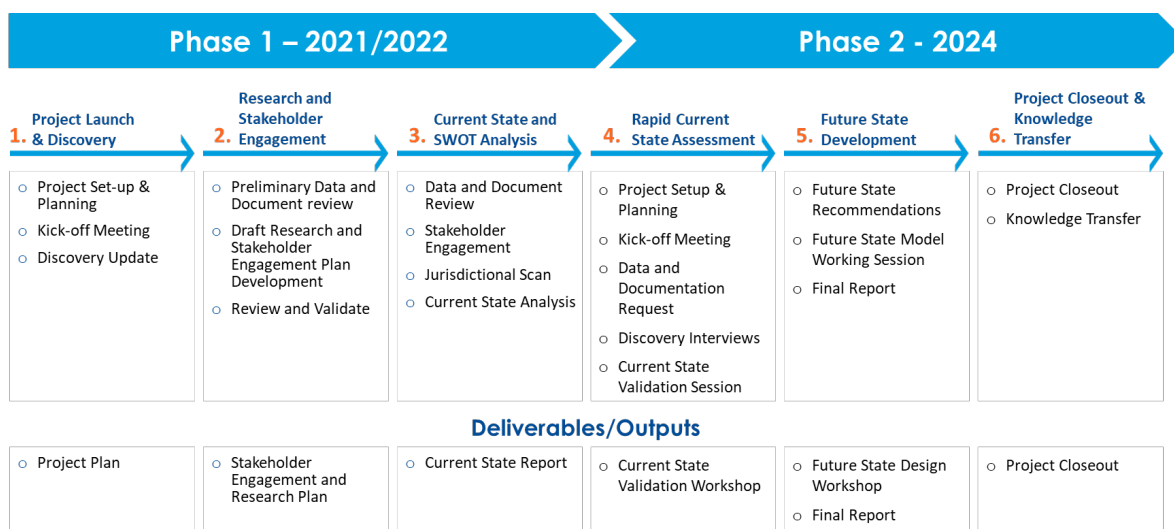 Phase 1 – 2021/2022
Phase 2 - 2024
1. Project Launch
& Discovery
2. Research and
Stakeholder
Engagement
3. Current State and
SWOT Analysis
4. Rapid Current
State Assessment
5. Future State
Development
6. Project Closeout &
Knowledge
Transfer
o Project Set-up &
Planning
o Kick-off Meeting
o Discovery Update
o Preliminary Data and
Document review
o Draft Research and
Stakeholder
Engagement Plan
Development
o Review and Validate
o Data and Document
Review
o Stakeholder
Engagement
o Jurisdictional Scan
o Current State Analysis
o Project Setup &
Planning
o Kick-off Meeting
o Data and
Documentation
Request
o Discovery Interviews
o Current State
Validation Session
o Future State
Recommendations
o Future State Model
Working Session
o Final Report
o Project Closeout
o Knowledge Transfer
Deliverables/Outputs
o Project Plan
o Stakeholder
Engagement and
Research Plan
o Current State Report
o Current State
Validation Workshop
o Future State Design
Workshop
o Final Report
o Project Closeout